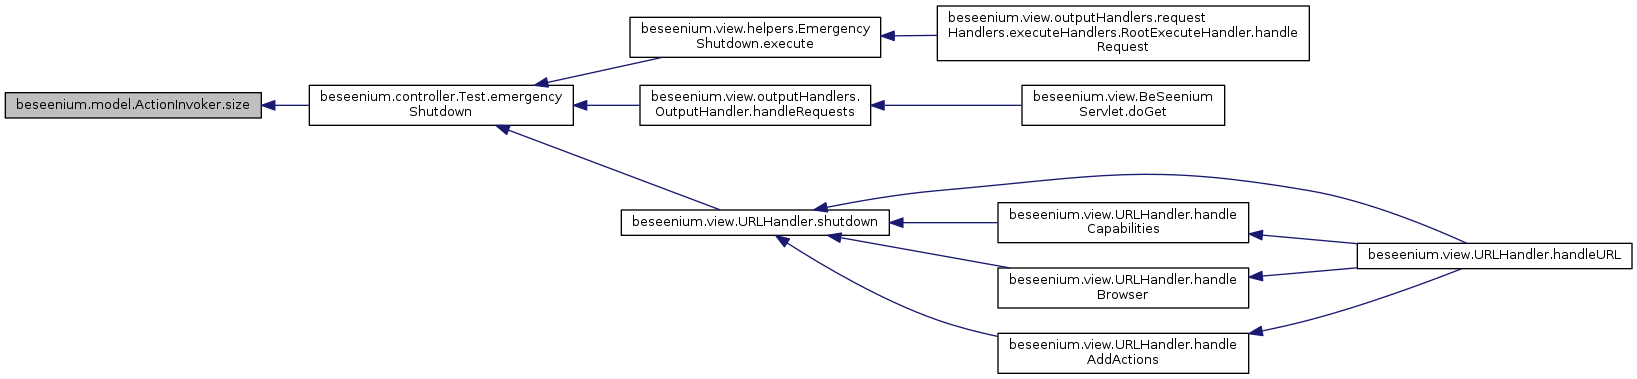 beseenium.view.outputHandlers.request
Handlers.executeHandlers.RootExecuteHandler.handle
Request
beseenium.view.helpers.Emergency
Shutdown.execute
beseenium.model.ActionInvoker.size
beseenium.controller.Test.emergency
Shutdown
beseenium.view.outputHandlers.
OutputHandler.handleRequests
beseenium.view.BeSeenium
Servlet.doGet
beseenium.view.URLHandler.shutdown
beseenium.view.URLHandler.handle
Capabilities
beseenium.view.URLHandler.handle
Browser
beseenium.view.URLHandler.handle
AddActions
beseenium.view.URLHandler.handleURL